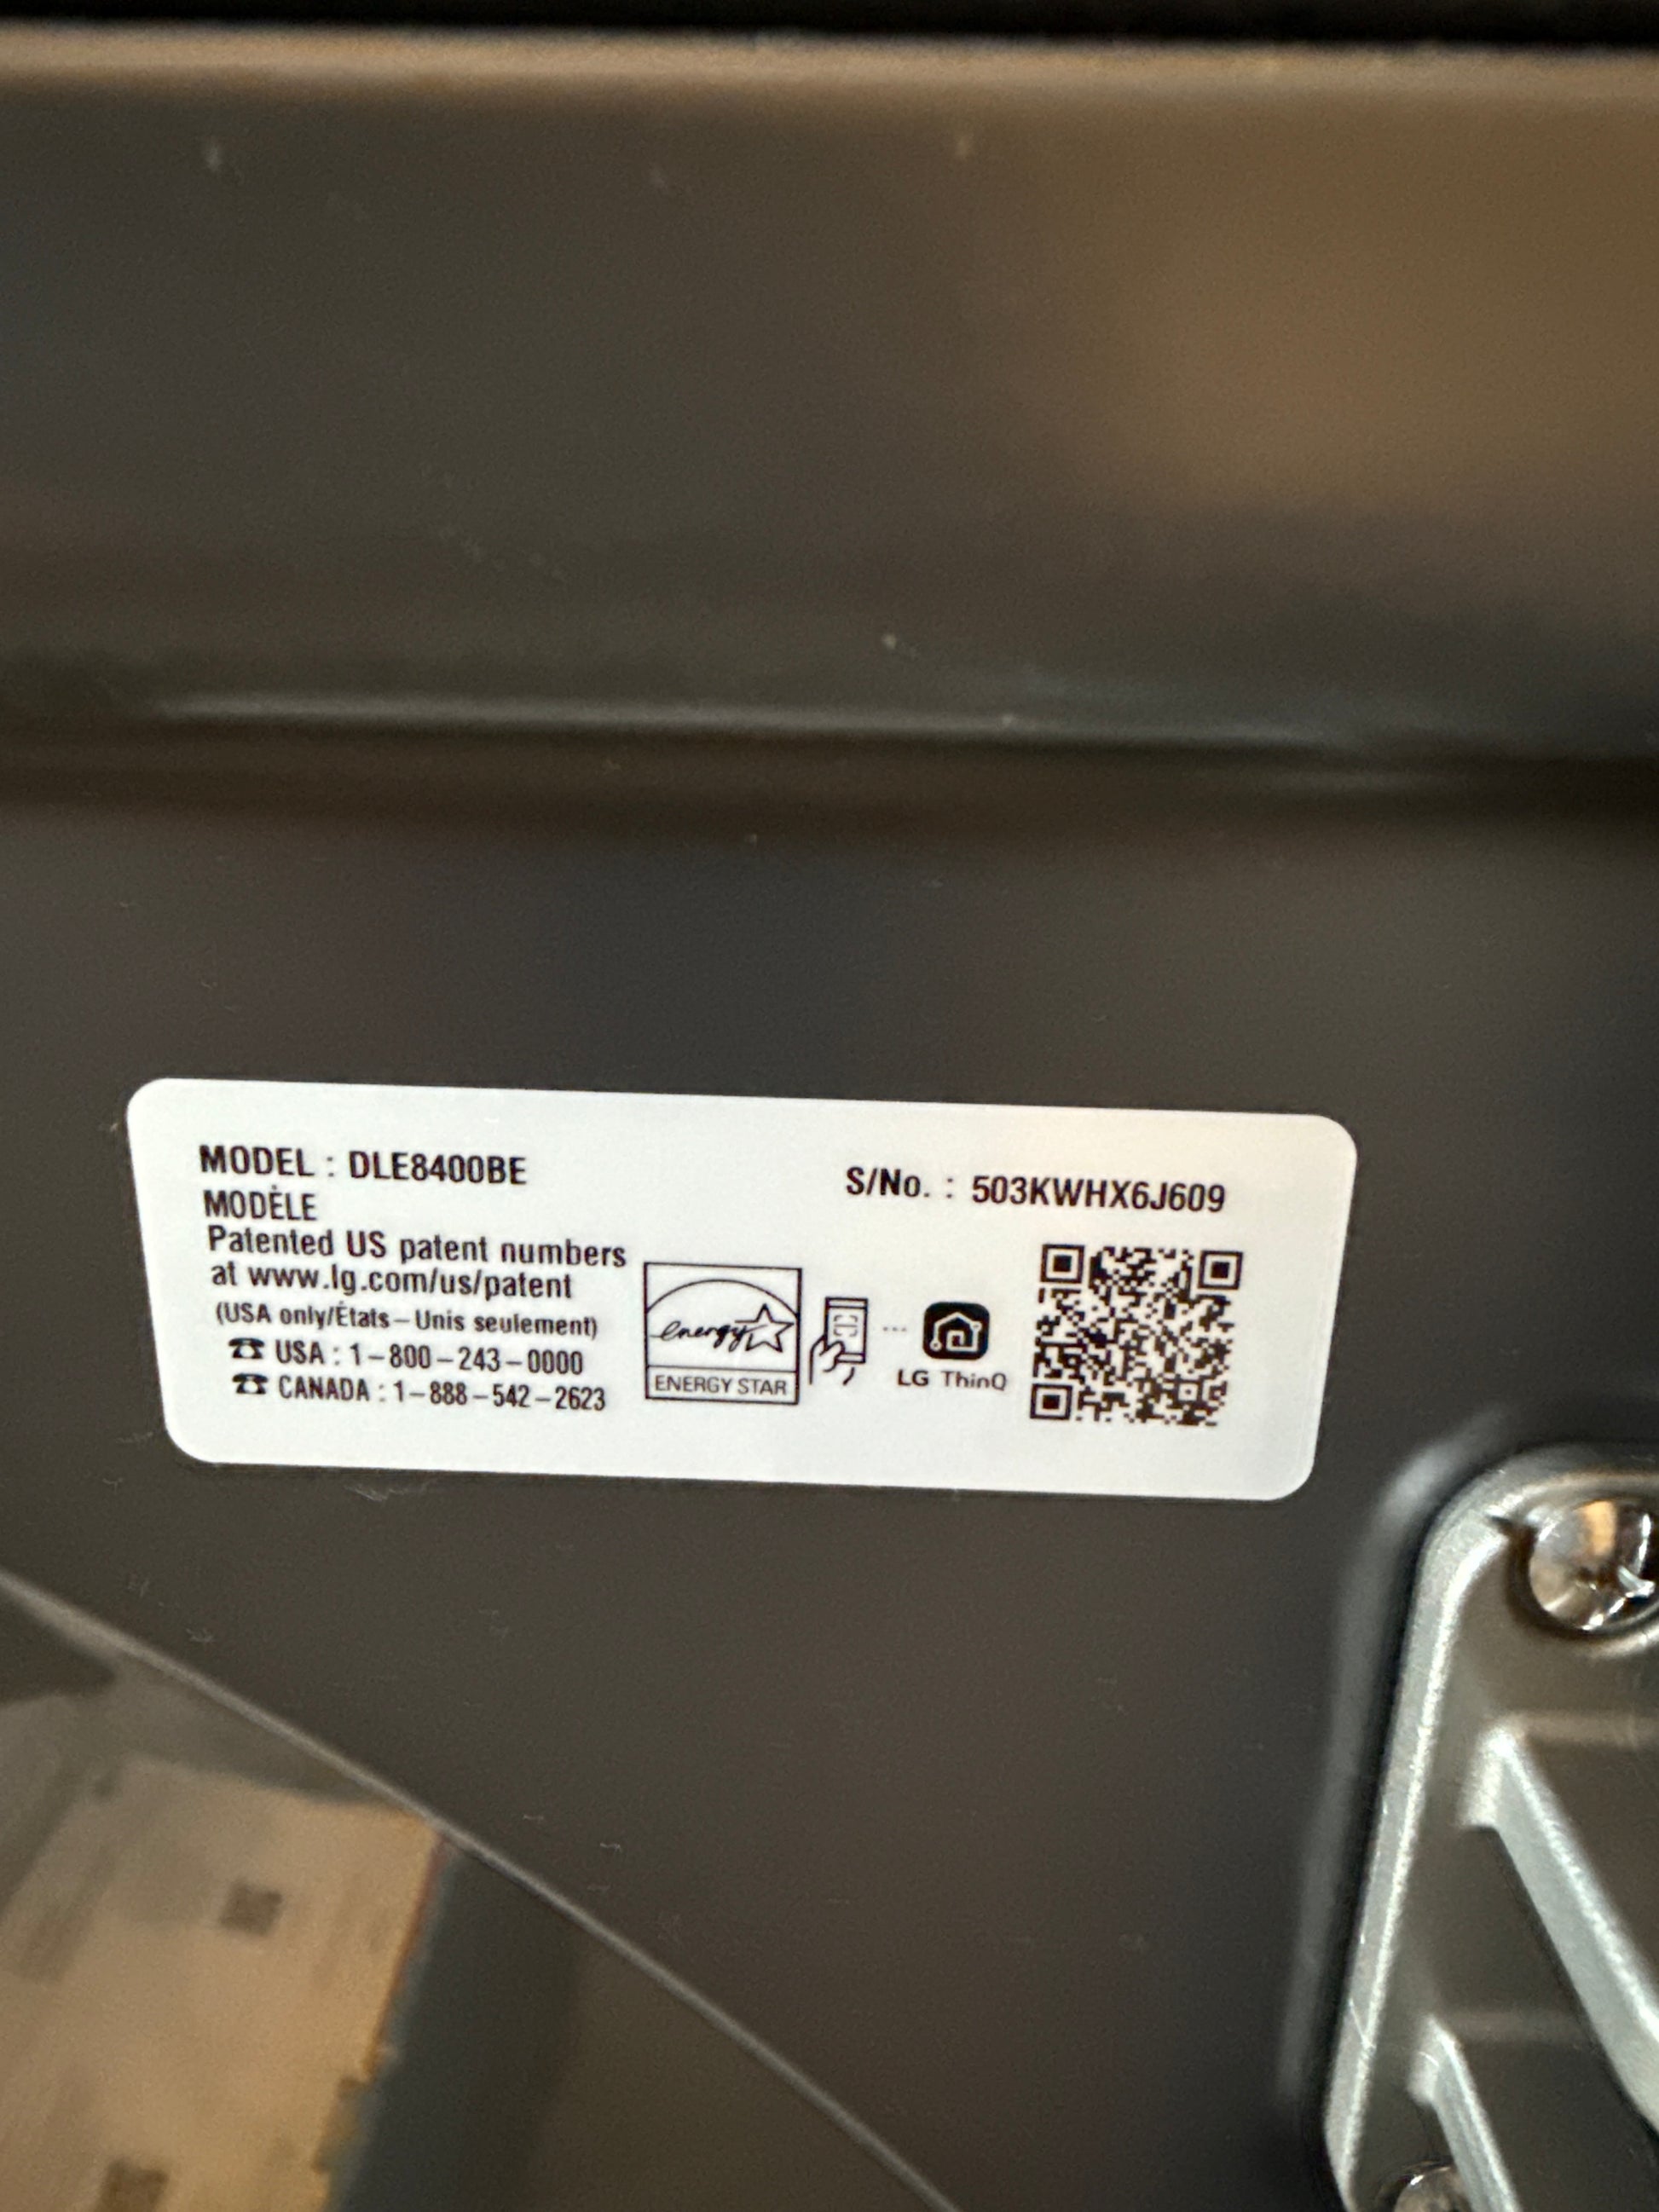 MODEL : DLE8400BE
MODÈLE
S/No. : 503KWHX6J609
Patented US patent numbers
at www.lg.com/us/patent
(USA only/États-Unis seulement)
☎ USA : 1-800-243-0000
☎ CANADA : 1-888-542-2623
energy
ENERGY STAR
LG ThinQ